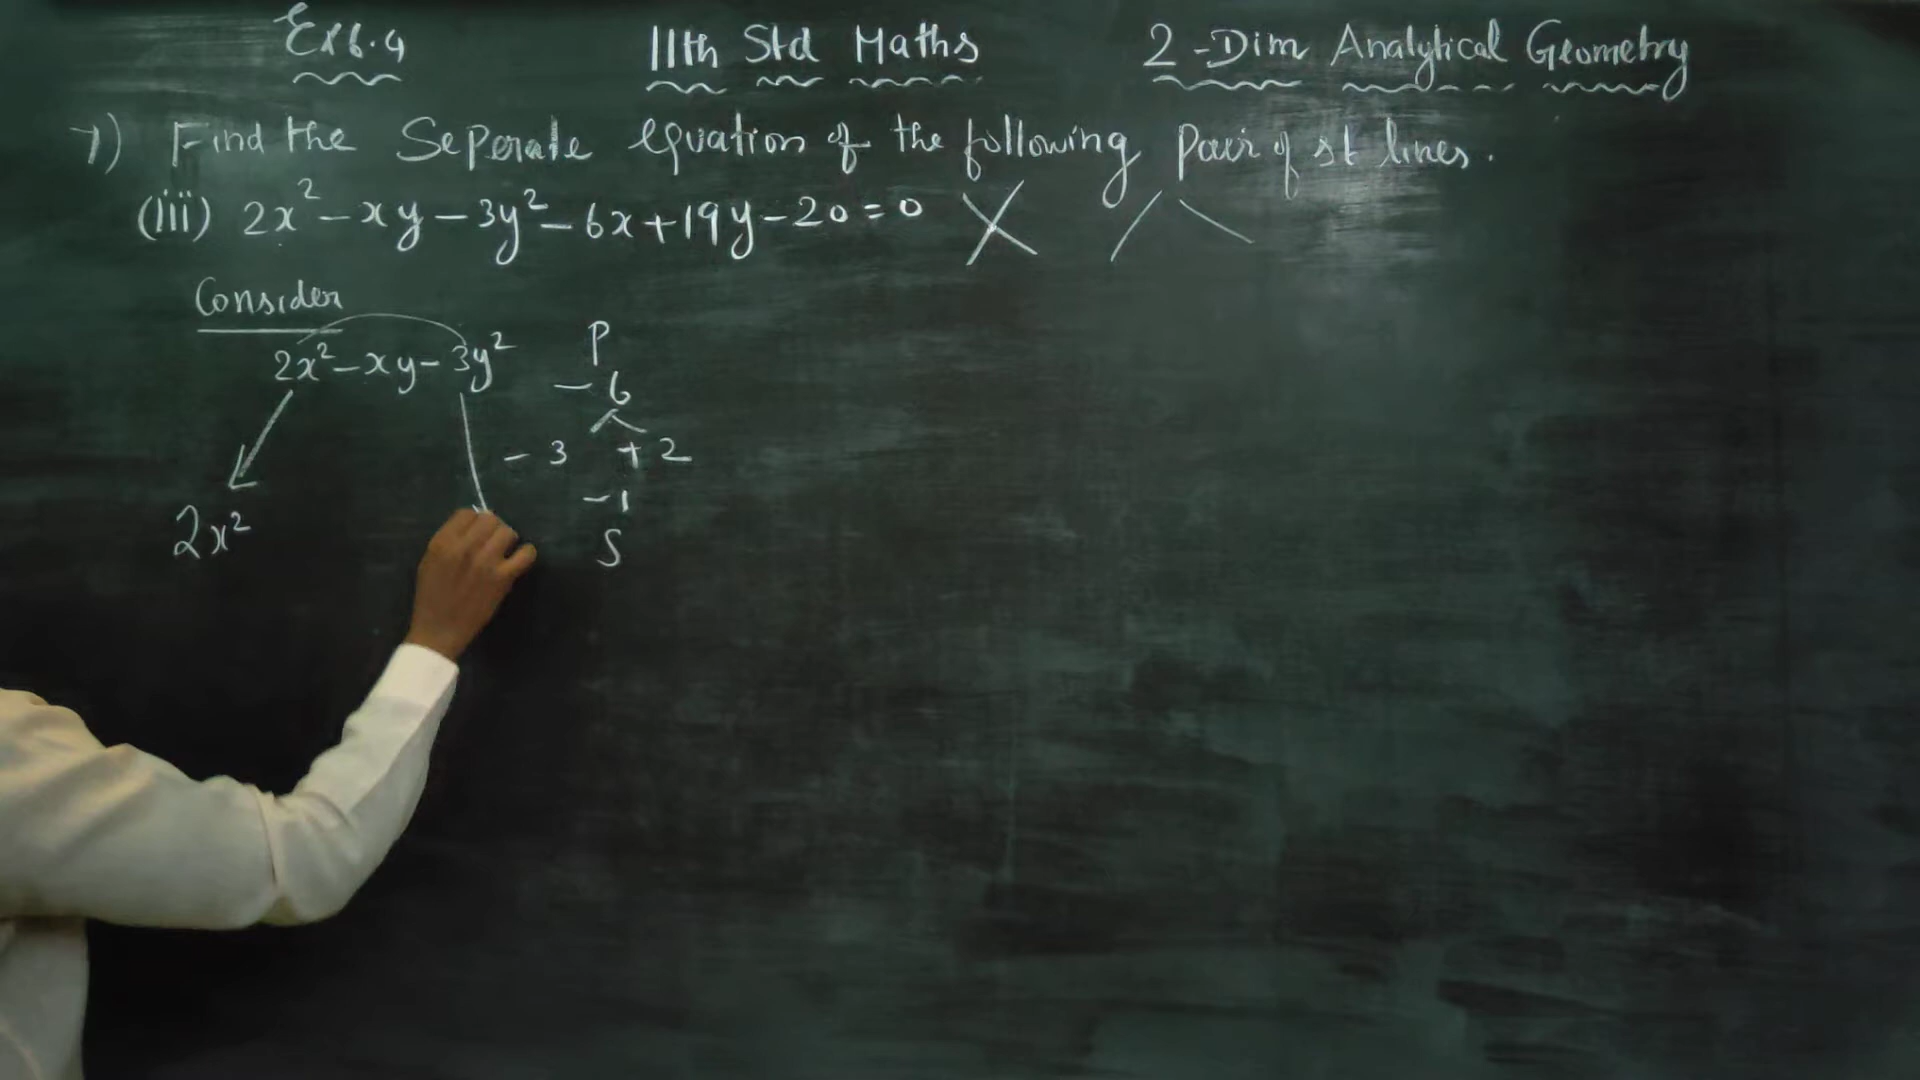 Ex 6.4 11th Std Maths 2-Dim Analytical Geometry
7) Find the Seperate equation of the following pair of st lines.
(iii) 2x² - xy - 3y² - 6x + 19y - 20 = 0
Consider
2x² - xy - 3y²
P
- 6
- 3 + 2
- 1
S
2x²